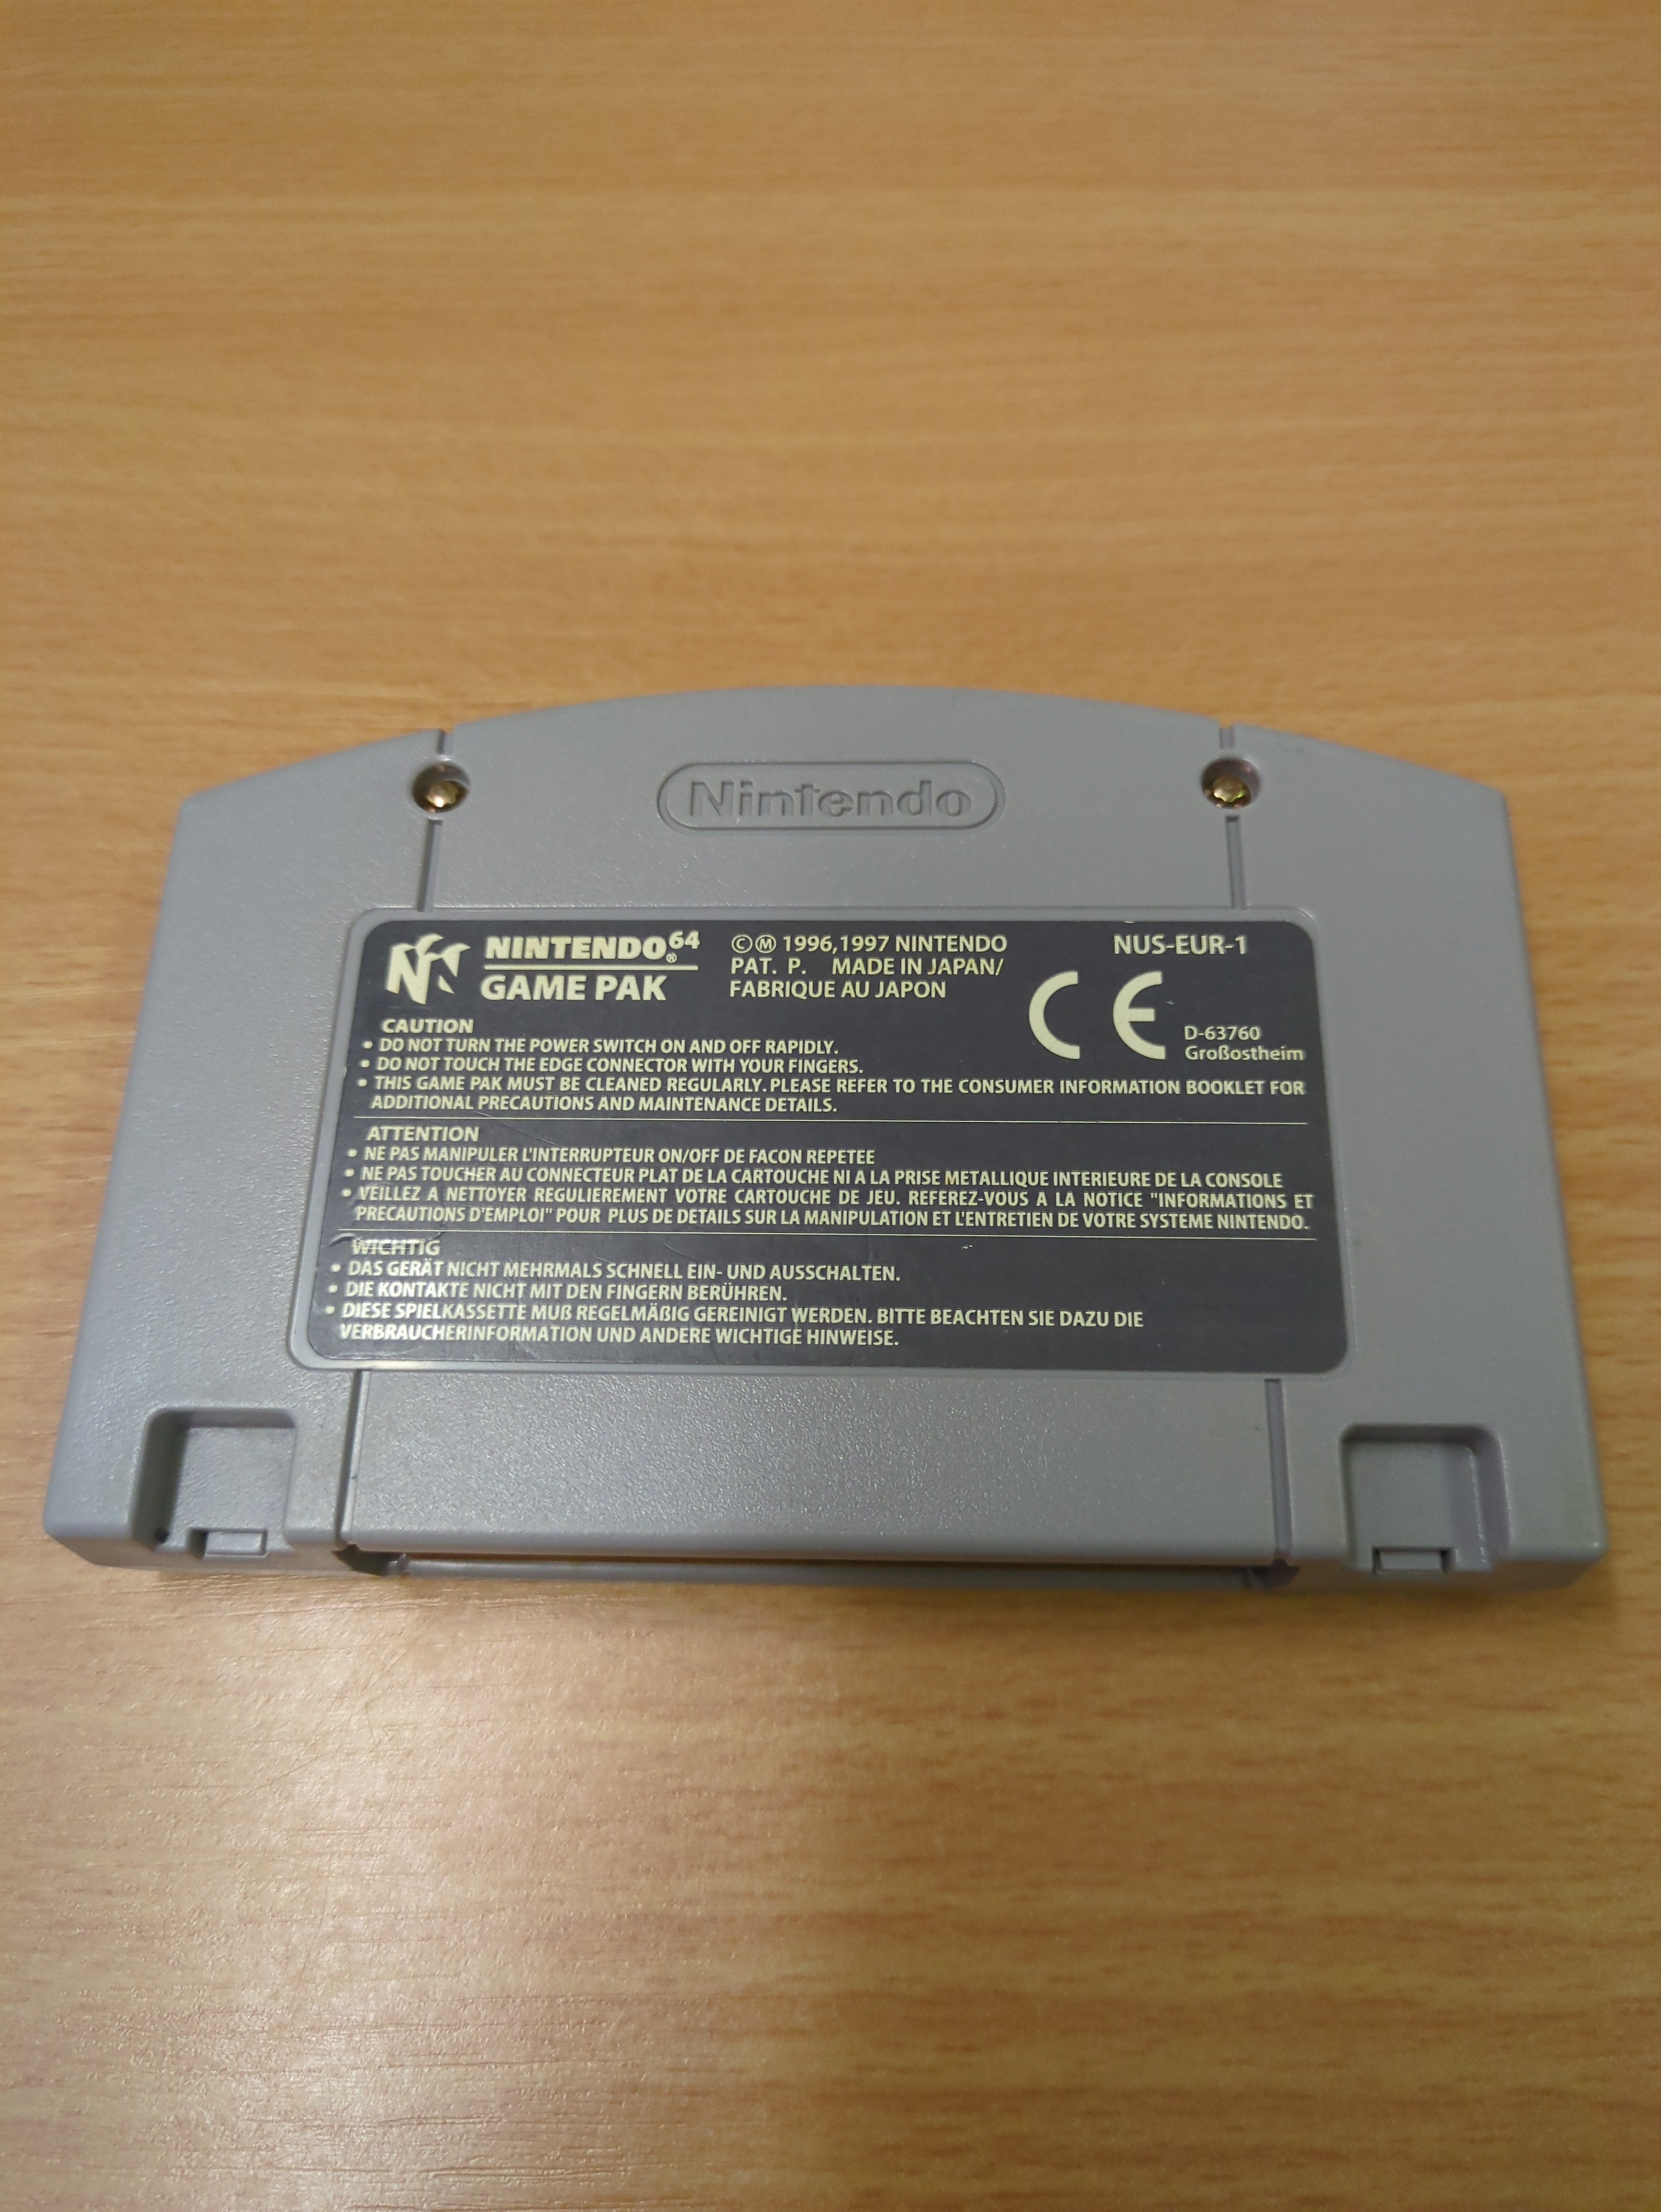 Nintendo
NINTENDO®64
GAME PAK
©Ⓜ 1996,1997 NINTENDO
PAT. P. MADE IN JAPAN/
FABRIQUE AU JAPON
NUS-EUR-1
CE
D-63760
Großostheim
CAUTION
• DO NOT TURN THE POWER SWITCH ON AND OFF RAPIDLY.
• DO NOT TOUCH THE EDGE CONNECTOR WITH YOUR FINGERS.
• THIS GAME PAK MUST BE CLEANED REGULARLY. PLEASE REFER TO THE CONSUMER INFORMATION BOOKLET FOR
ADDITIONAL PRECAUTIONS AND MAINTENANCE DETAILS.
ATTENTION
• NE PAS MANIPULER L'INTERRUPTEUR ON/OFF DE FACON REPETEE
• NE PAS TOUCHER AU CONNECTEUR PLAT DE LA CARTOUCHE NI A LA PRISE METALLIQUE INTERIEURE DE LA CONSOLE
• VEILLEZ A NETTOYER REGULIEREMENT VOTRE CARTOUCHE DE JEU. REFEREZ-VOUS A LA NOTICE "INFORMATIONS ET
PRECAUTIONS D'EMPLOI" POUR PLUS DE DETAILS SUR LA MANIPULATION ET L'ENTRETIEN DE VOTRE SYSTEME NINTENDO.
WICHTIG
• DAS GERÄT NICHT MEHRMALS SCHNELL EIN- UND AUSSCHALTEN.
• DIE KONTAKTE NICHT MIT DEN FINGERN BERÜHREN.
• DIESE SPIELKASSETTE MUß REGELMÄßIG GEREINIGT WERDEN. BITTE BEACHTEN SIE DAZU DIE
VERBRAUCHERINFORMATION UND ANDERE WICHTIGE HINWEISE.